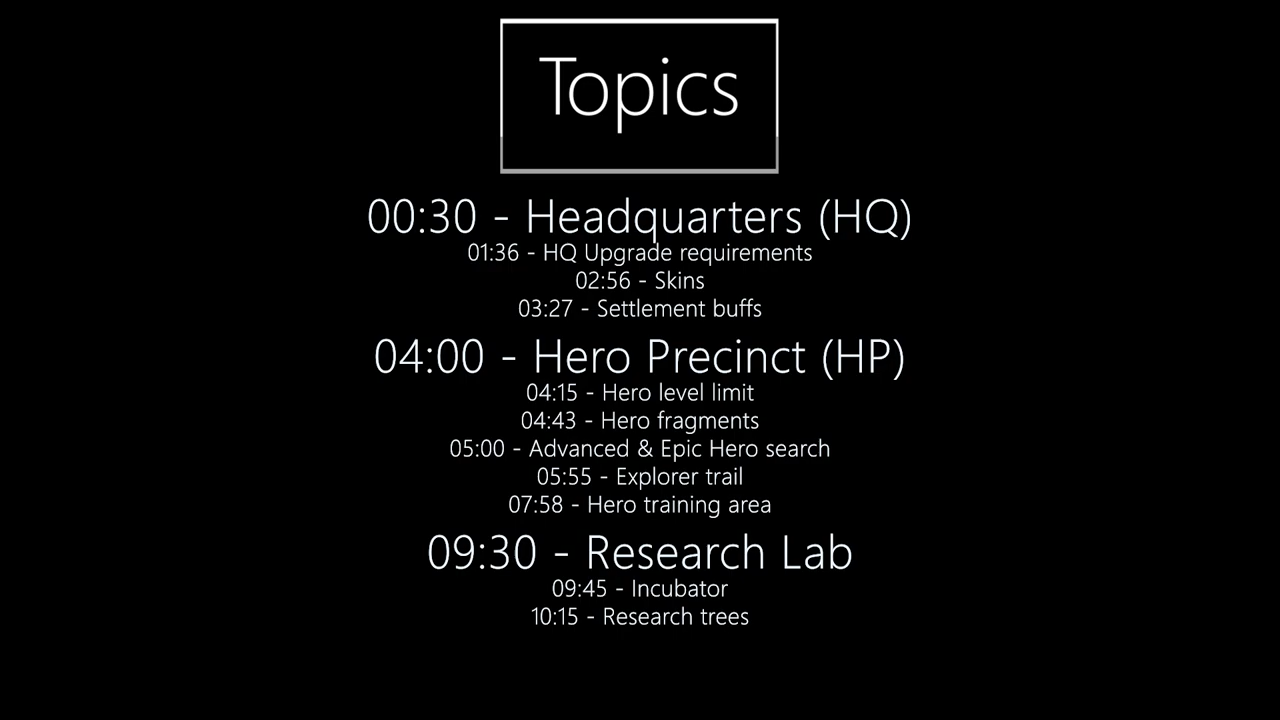 Topics
00:30 - Headquarters (HQ)
01:36 - HQ Upgrade requirements
02:56 - Skins
03:27 - Settlement buffs
04:00 - Hero Precinct (HP)
04:15 - Hero level limit
04:43 - Hero fragments
05:00 - Advanced & Epic Hero search
05:55 - Explorer trail
07:58 - Hero training area
09:30 - Research Lab
09:45 - Incubator
10:15 - Research trees